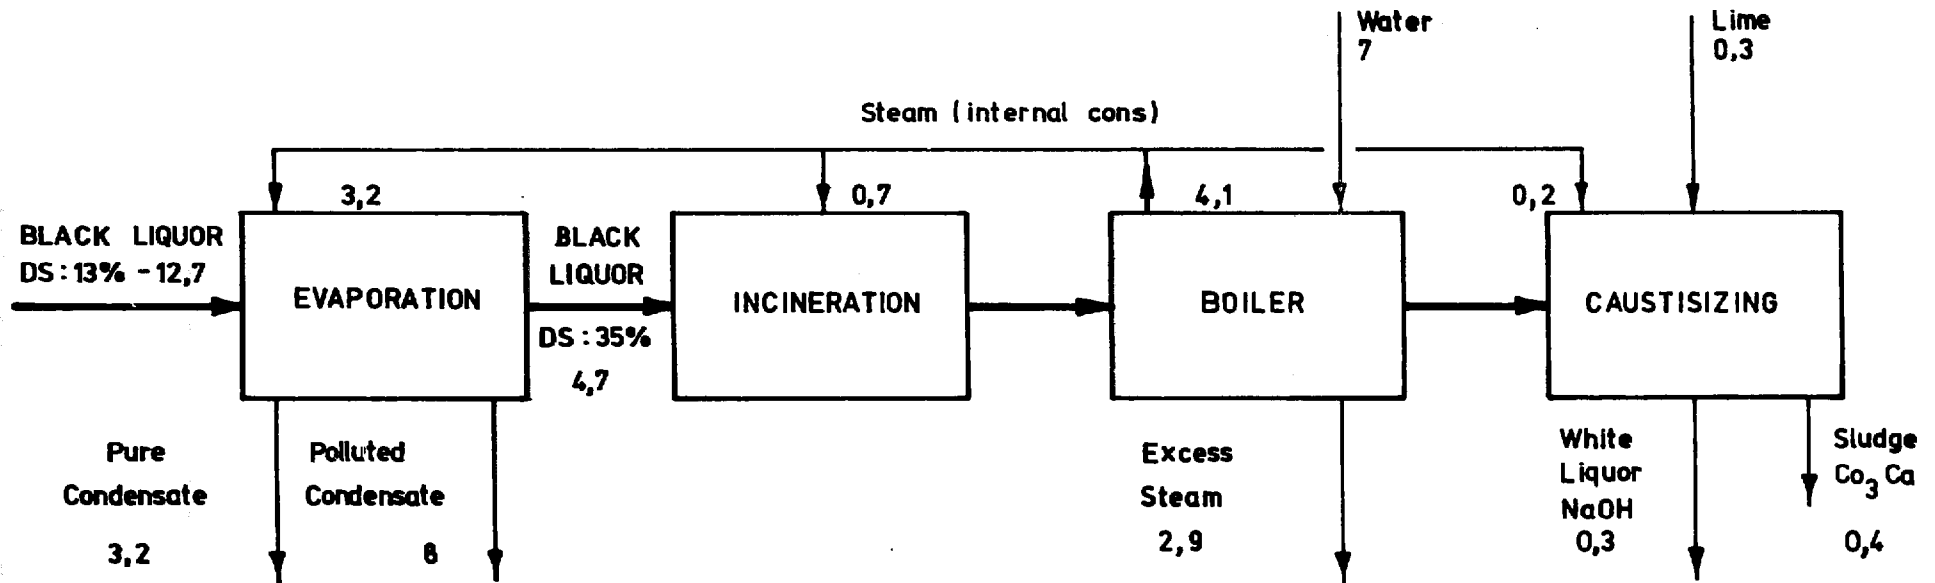 Water
7
Lime
0,3
Steam (internal cons)
3,2
0,7
4,1
0,2
BLACK LIQUOR
DS:13% -12,7
EVAPORATION
BLACK
LIQUOR
DS:35%
4,7
INCINERATION
BOILER
CAUSTISIZING
Pure
Condensate
3,2
Polluted
Condensate
8
Excess
Steam
2,9
White
Liquor
NaOH
0,3
Sludge
Co3 Ca
0,4